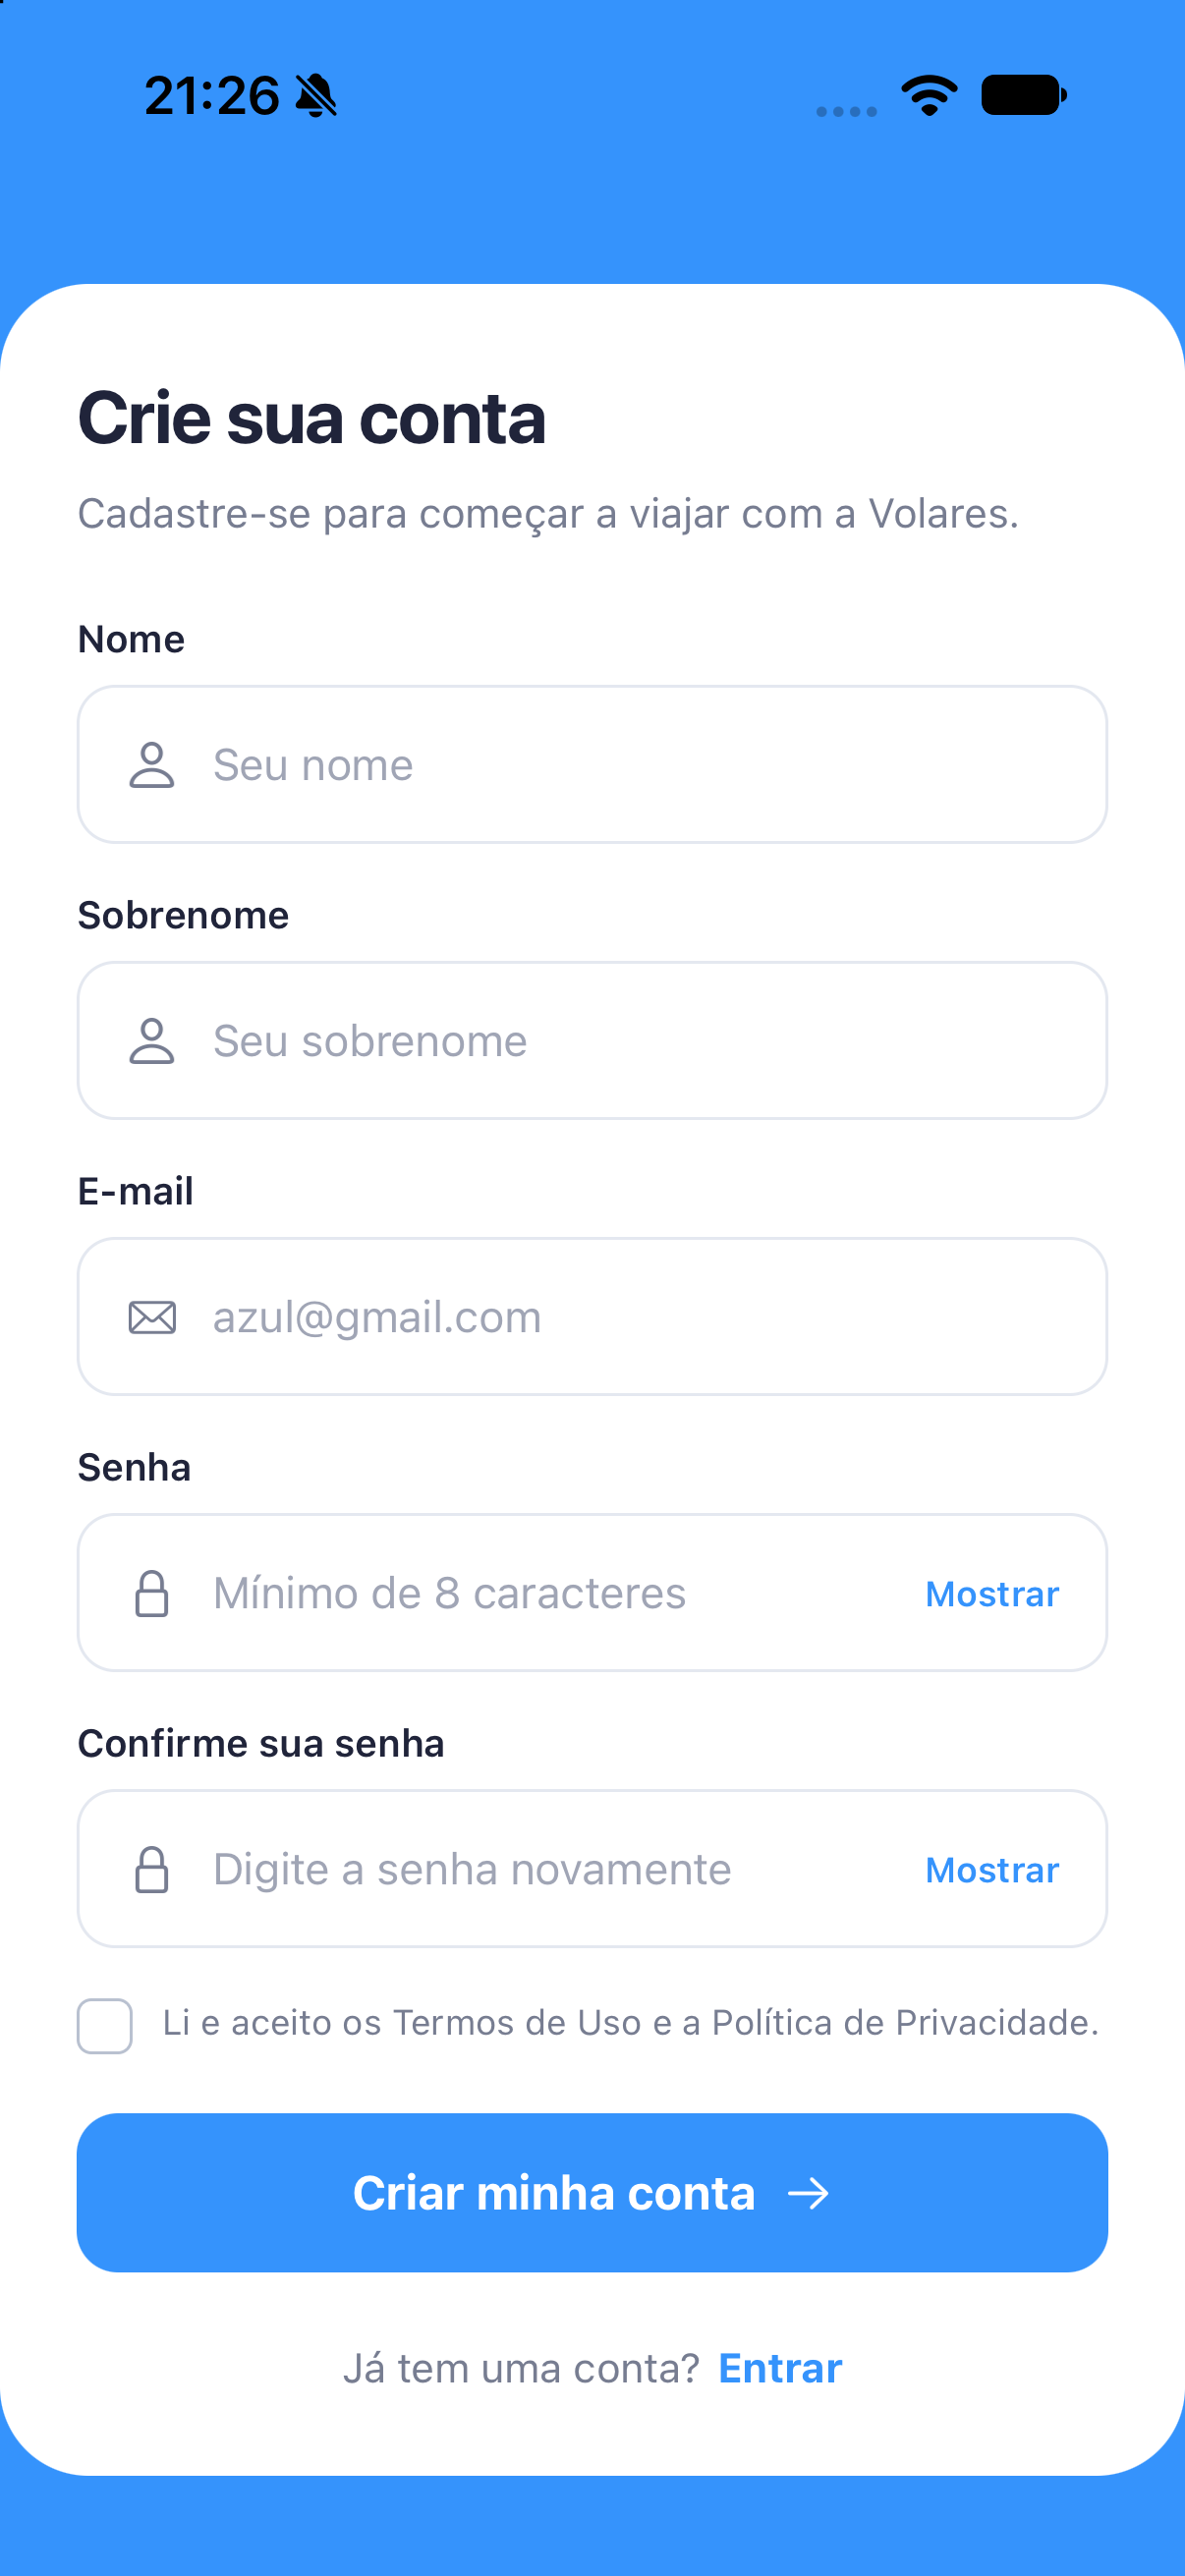 21:26
Crie sua conta
Cadastre-se para começar a viajar com a Volares.
Nome
Seu nome
Sobrenome
Seu sobrenome
E-mail
azul@gmail.com
Senha
Mínimo de 8 caracteres Mostrar
Confirme sua senha
Digite a senha novamente Mostrar
Li e aceito os Termos de Uso e a Política de Privacidade.
Criar minha conta →
Já tem uma conta? Entrar